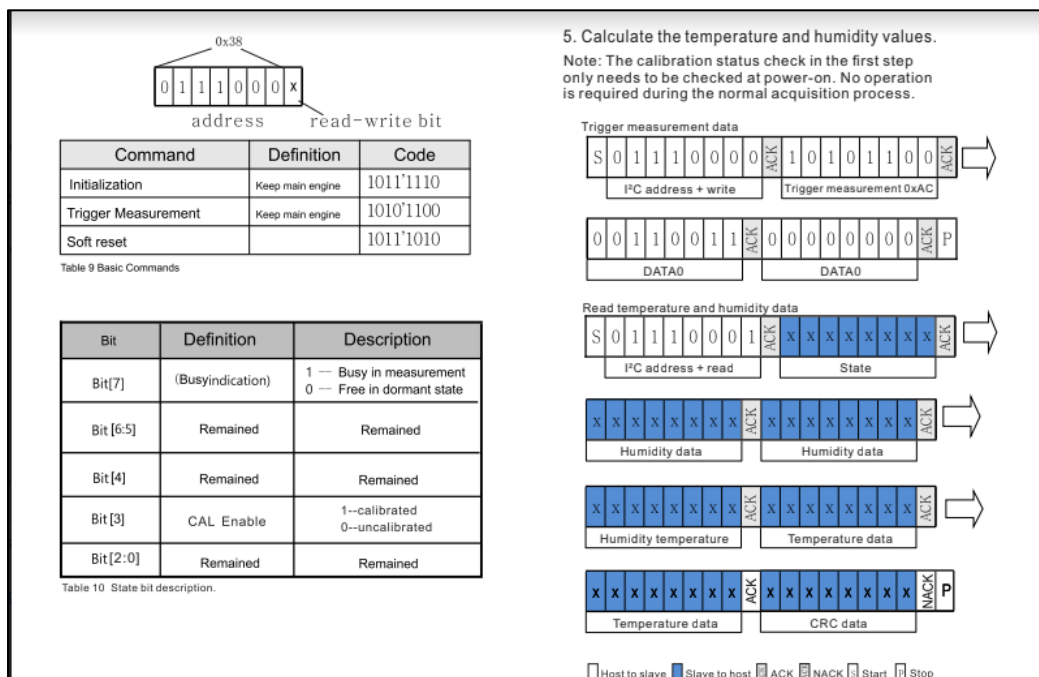 0x38
0 1 1 1 0 0 0 x
address read-write bit
Command Definition Code
Initialization Keep main engine 1011'1110
Trigger Measurement Keep main engine 1010'1100
Soft reset 1011'1010
Table 9 Basic Commands
Bit Definition Description
Bit[7] (Busyindication) 1 — Busy in measurement
0 — Free in dormant state
Bit [6:5] Remained Remained
Bit[4] Remained Remained
Bit[3] CAL Enable 1--calibrated
0--uncalibrated
Bit[2:0] Remained Remained
Table 10 State bit description.
5. Calculate the temperature and humidity values.
Note: The calibration status check in the first step
only needs to be checked at power-on. No operation
is required during the normal acquisition process.
Trigger measurement data
S 0 1 1 1 0 0 0 0 ACK 1 0 1 0 1 1 0 0 ACK
I²C address + write Trigger measurement 0xAC
0 0 1 1 0 0 1 1 ACK 0 0 0 0 0 0 0 0 ACK P
DATA0 DATA0
Read temperature and humidity data
S 0 1 1 1 0 0 0 1 ACK x x x x x x x x ACK
I²C address + read State
x x x x x x x x ACK x x x x x x x x ACK
Humidity data Humidity data
x x x x x x x x ACK x x x x x x x x ACK
Humidity temperature Temperature data
x x x x x x x x ACK x x x x x x x x NACK P
Temperature data CRC data
Host to slave Slave to host ACK NACK S Start P Stop